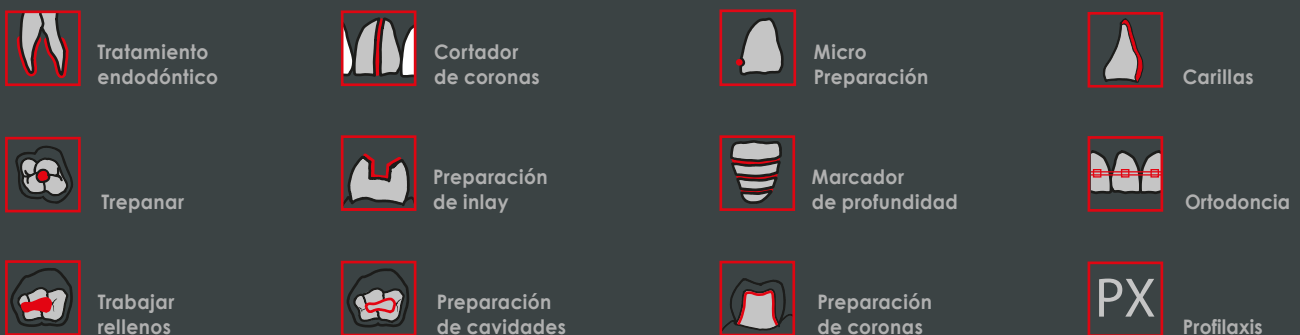 Tratamiento
endodóntico
Cortador
de coronas
Micro
Preparación
Carillas
Trepanar
Preparación
de inlay
Marcador
de profundidad
Ortodoncia
Trabajar
rellenos
Preparación
de cavidades
Preparación
de coronas
PX
Profilaxis